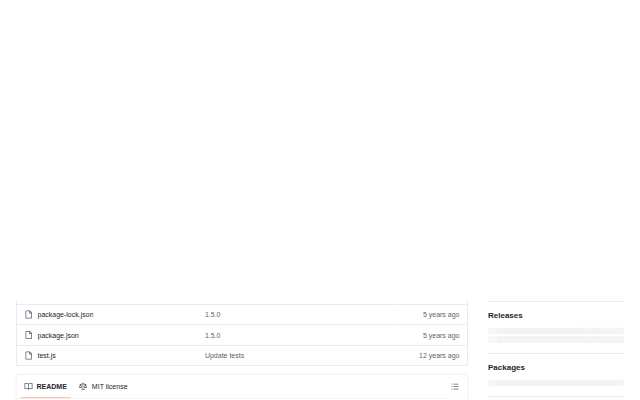 package-lock.json 1.5.0 5 years ago
Releases
package.json 1.5.0 5 years ago
test.js Update tests 12 years ago
Packages
README MIT license